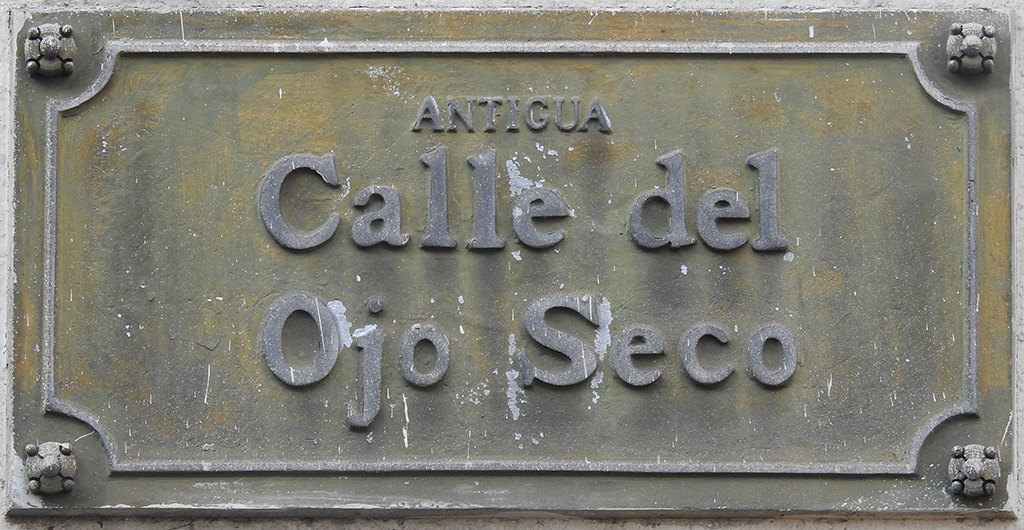 ANTIGUA
Calle del
Ojo Seco